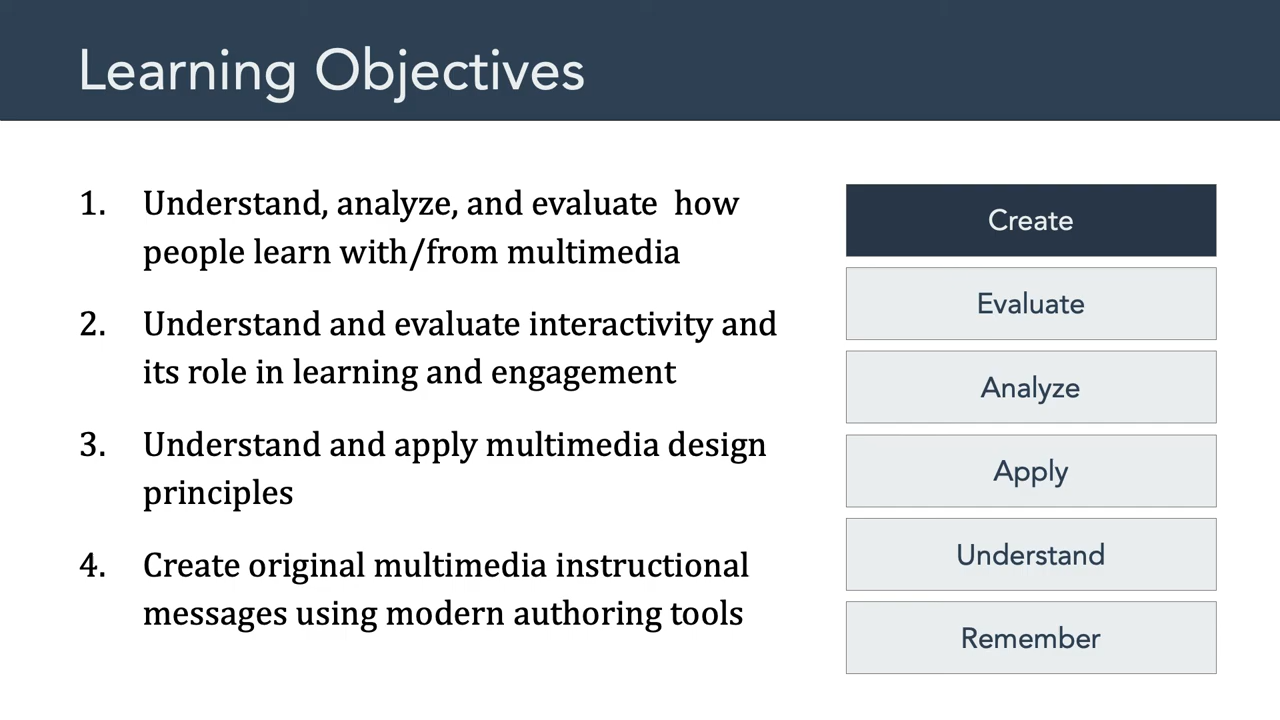 Learning Objectives
1. Understand, analyze, and evaluate  how
people learn with/from multimedia
2. Understand and evaluate interactivity and
its role in learning and engagement
3. Understand and apply multimedia design
principles
4. Create original multimedia instructional
messages using modern authoring tools
Create
Evaluate
Analyze
Apply
Understand
Remember